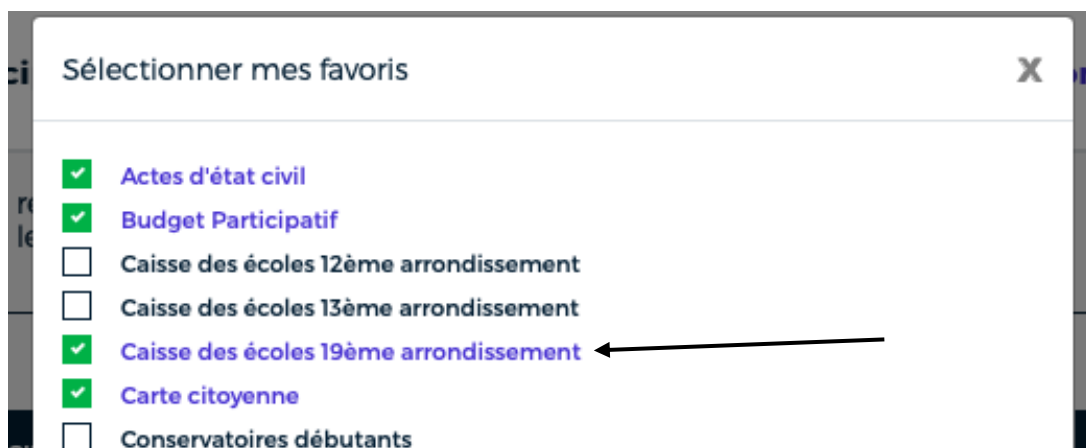 Sélectionner mes favoris
X
Actes d'état civil
Budget Participatif
Caisse des écoles 12ème arrondissement
Caisse des écoles 13ème arrondissement
Caisse des écoles 19ème arrondissement
Carte citoyenne
Conservatoires débutants